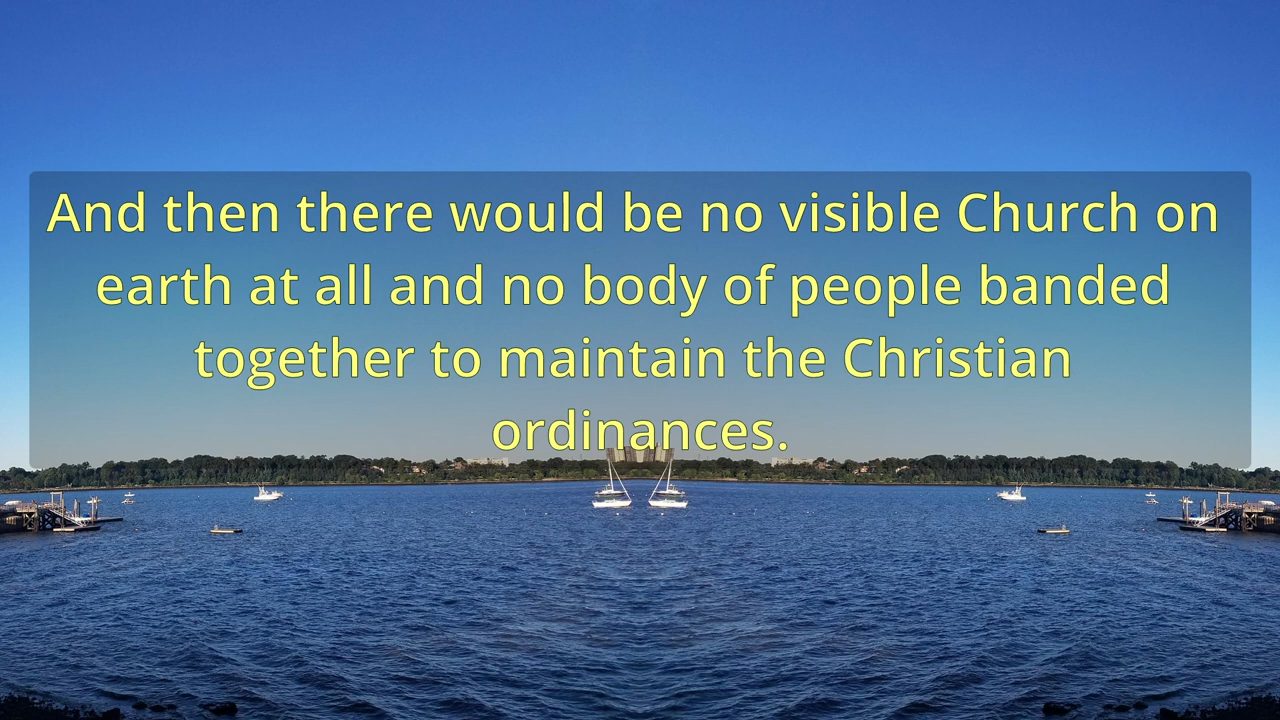 And then there would be no visible Church on
earth at all and no body of people banded
together to maintain the Christian
ordinances.